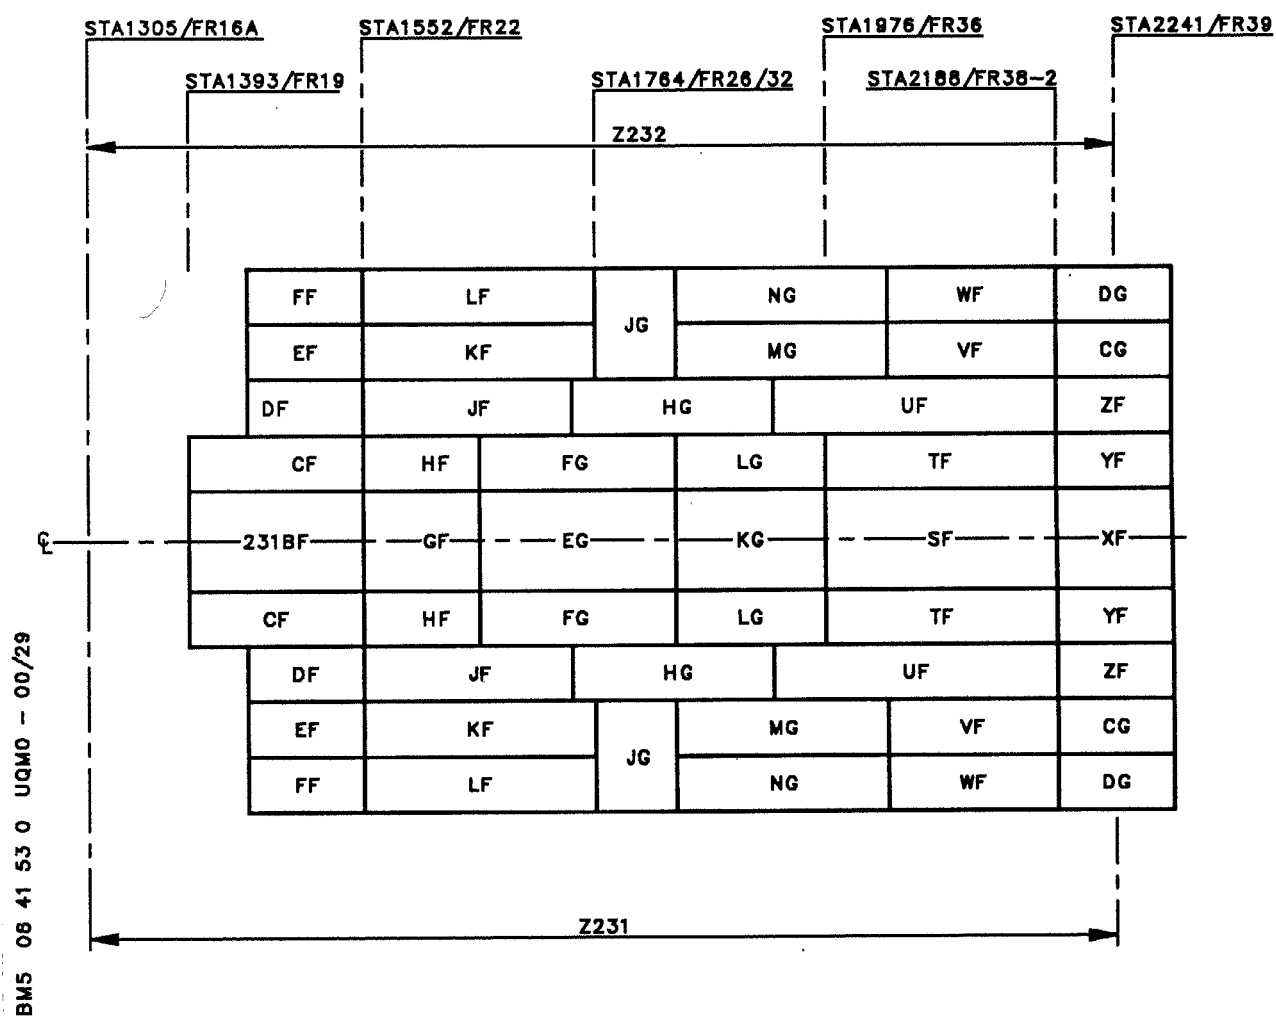 STA1305/FR16A STA1552/FR22 STA1976/FR36 STA2241/FR39
STA1393/FR19 STA1764/FR26/32 STA2188/FR38-2
Z232
FF LF JG NG WF DG
EF KF MG VF CG
DF JF HG UF ZF
CF HF FG LG TF YF
℄ 231BF GF EG KG SF XF
CF HF FG LG TF YF
DF JF HG UF ZF
EF KF MG VF CG
JG
FF LF NG WF DG
Z231
BM5 06 41 53 0 UQM0 - 00/29